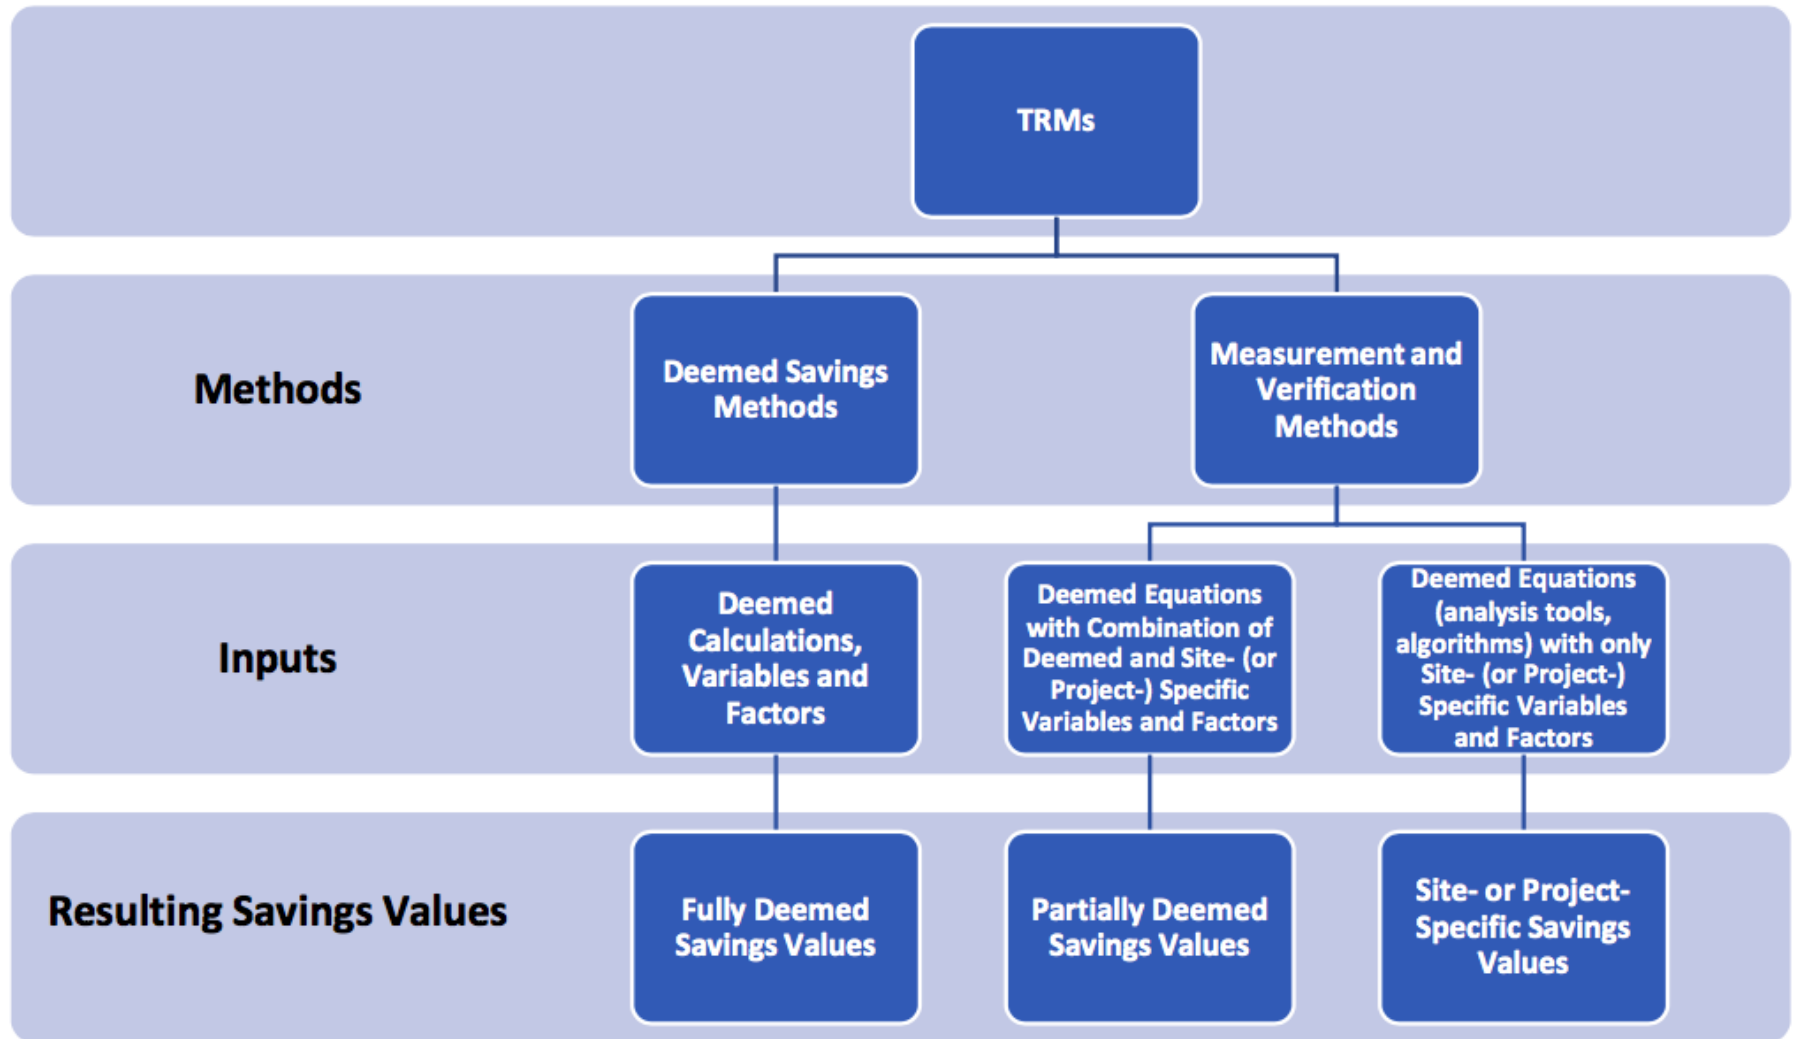 TRMs
Methods
Deemed Savings
Methods
Measurement and
Verification
Methods
Inputs
Deemed
Calculations,
Variables and
Factors
Deemed Equations
with Combination of
Deemed and Site- (or
Project-) Specific
Variables and Factors
Deemed Equations
(analysis tools,
algorithms) with only
Site- (or Project-)
Specific Variables
and Factors
Resulting Savings Values
Fully Deemed
Savings Values
Partially Deemed
Savings Values
Site- or Project-
Specific Savings
Values